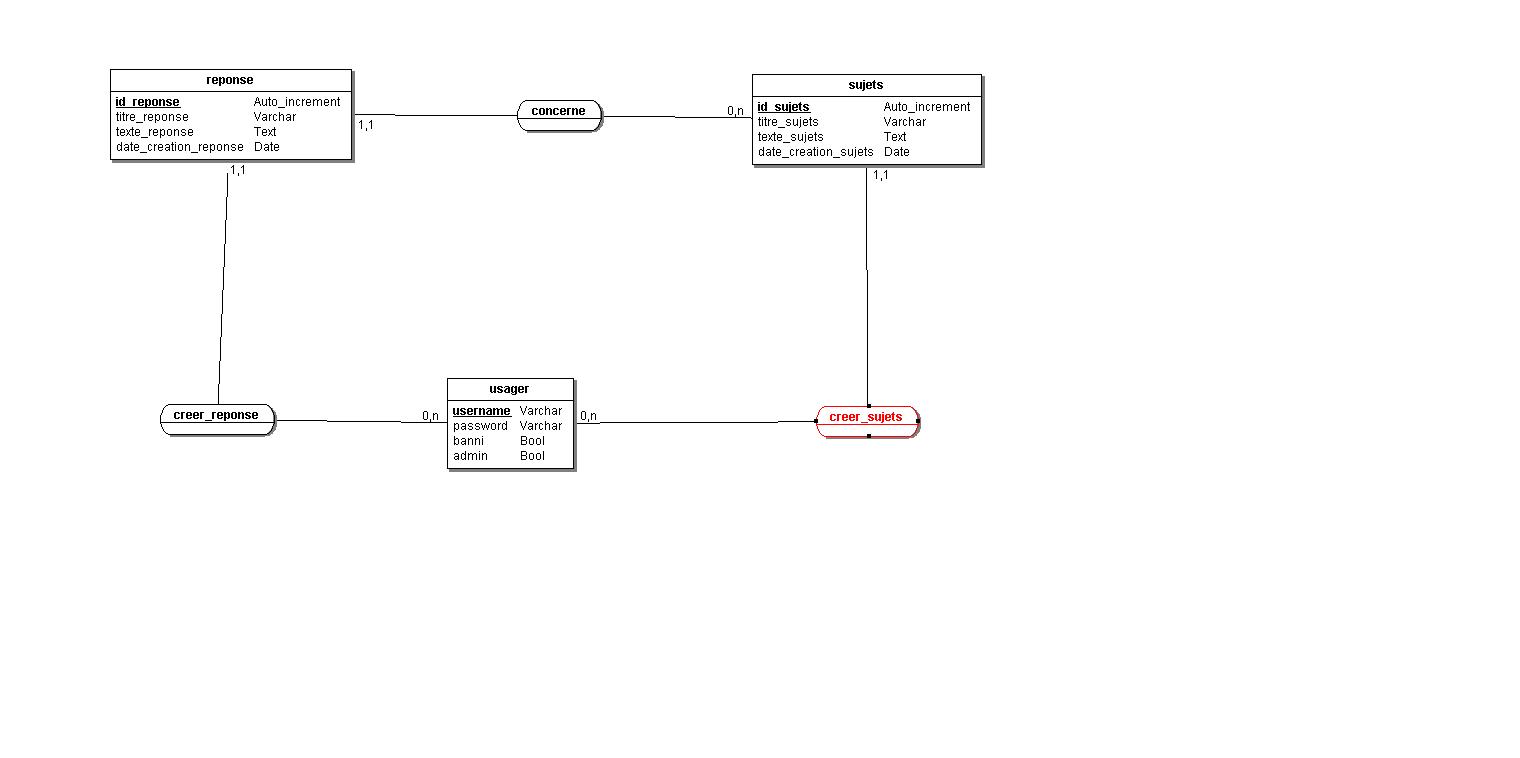 reponse
id_reponse Auto_increment
titre_reponse Varchar
texte_reponse Text
date_creation_reponse Date
1,1
1,1
concerne
0,n
sujets
id_sujets Auto_increment
titre_sujets Varchar
texte_sujets Text
date_creation_sujets Date
1,1
creer_reponse
0,n
usager
username Varchar
password Varchar
banni Bool
admin Bool
0,n
creer_sujets